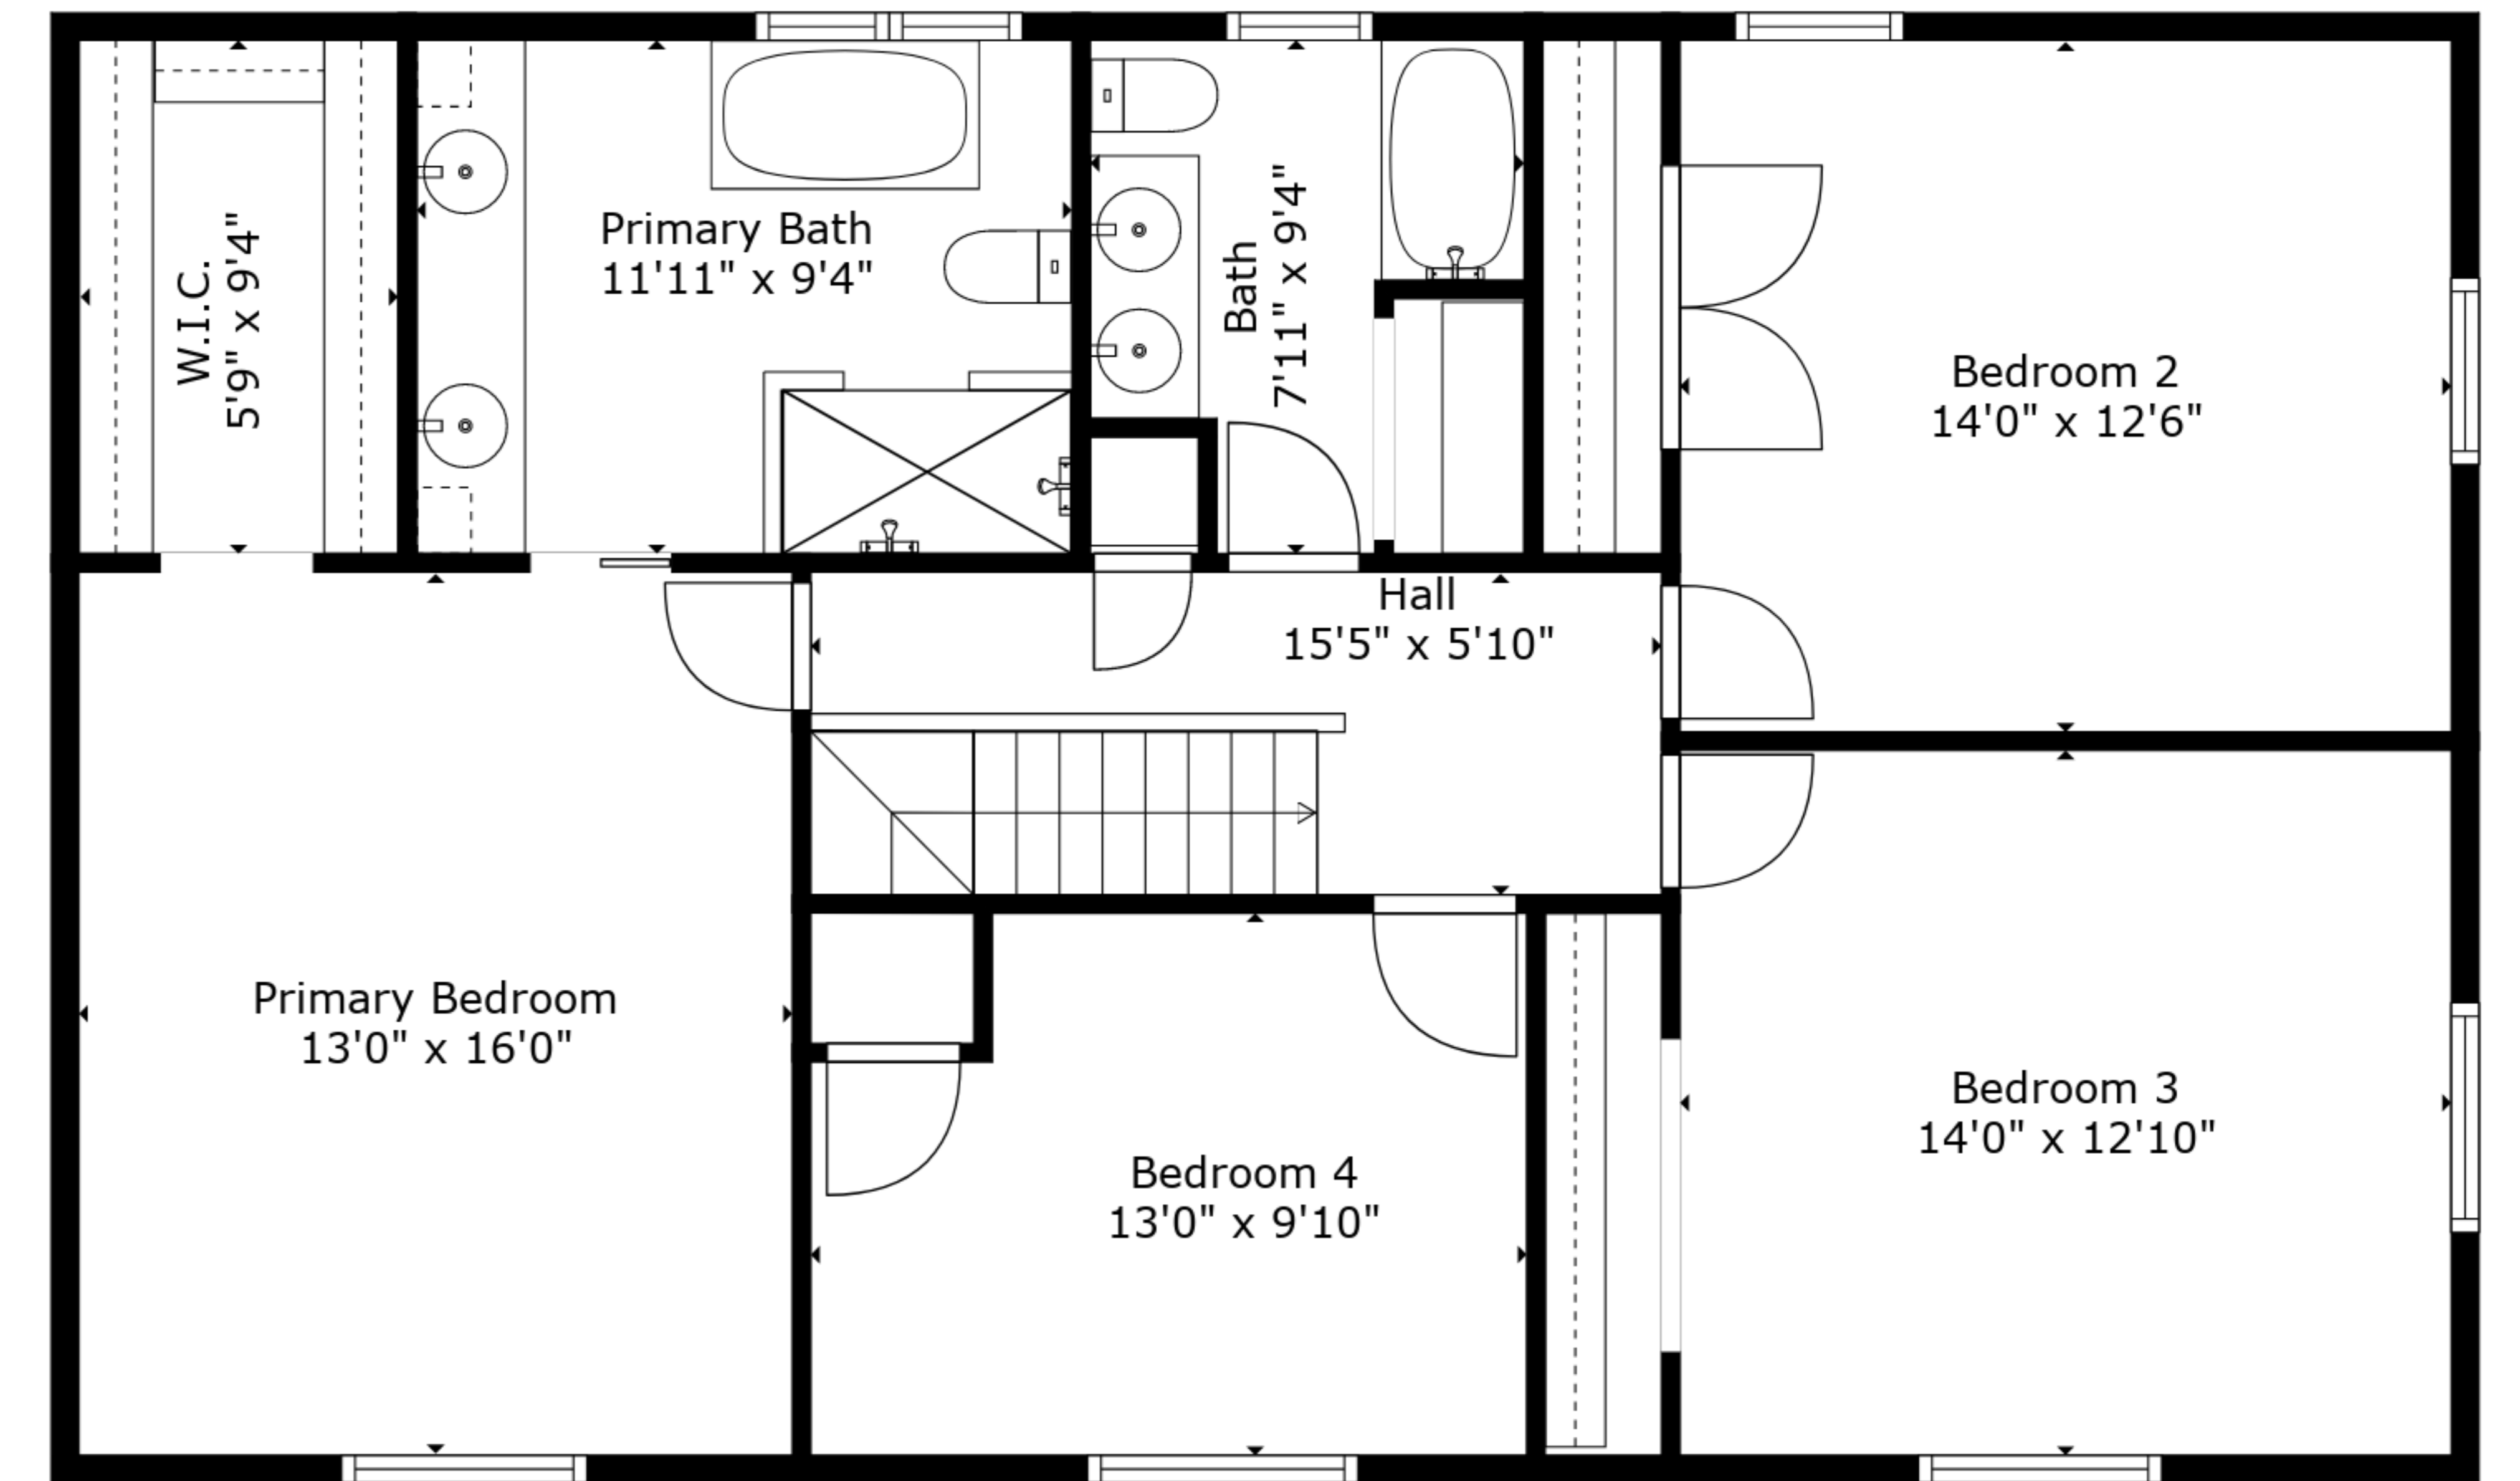 W.I.C.
5'9" x 9'4"
Primary Bath
11'11" x 9'4"
Bath
7'11" x 9'4"
Bedroom 2
14'0" x 12'6"
Hall
15'5" x 5'10"
Primary Bedroom
13'0" x 16'0"
Bedroom 4
13'0" x 9'10"
Bedroom 3
14'0" x 12'10"